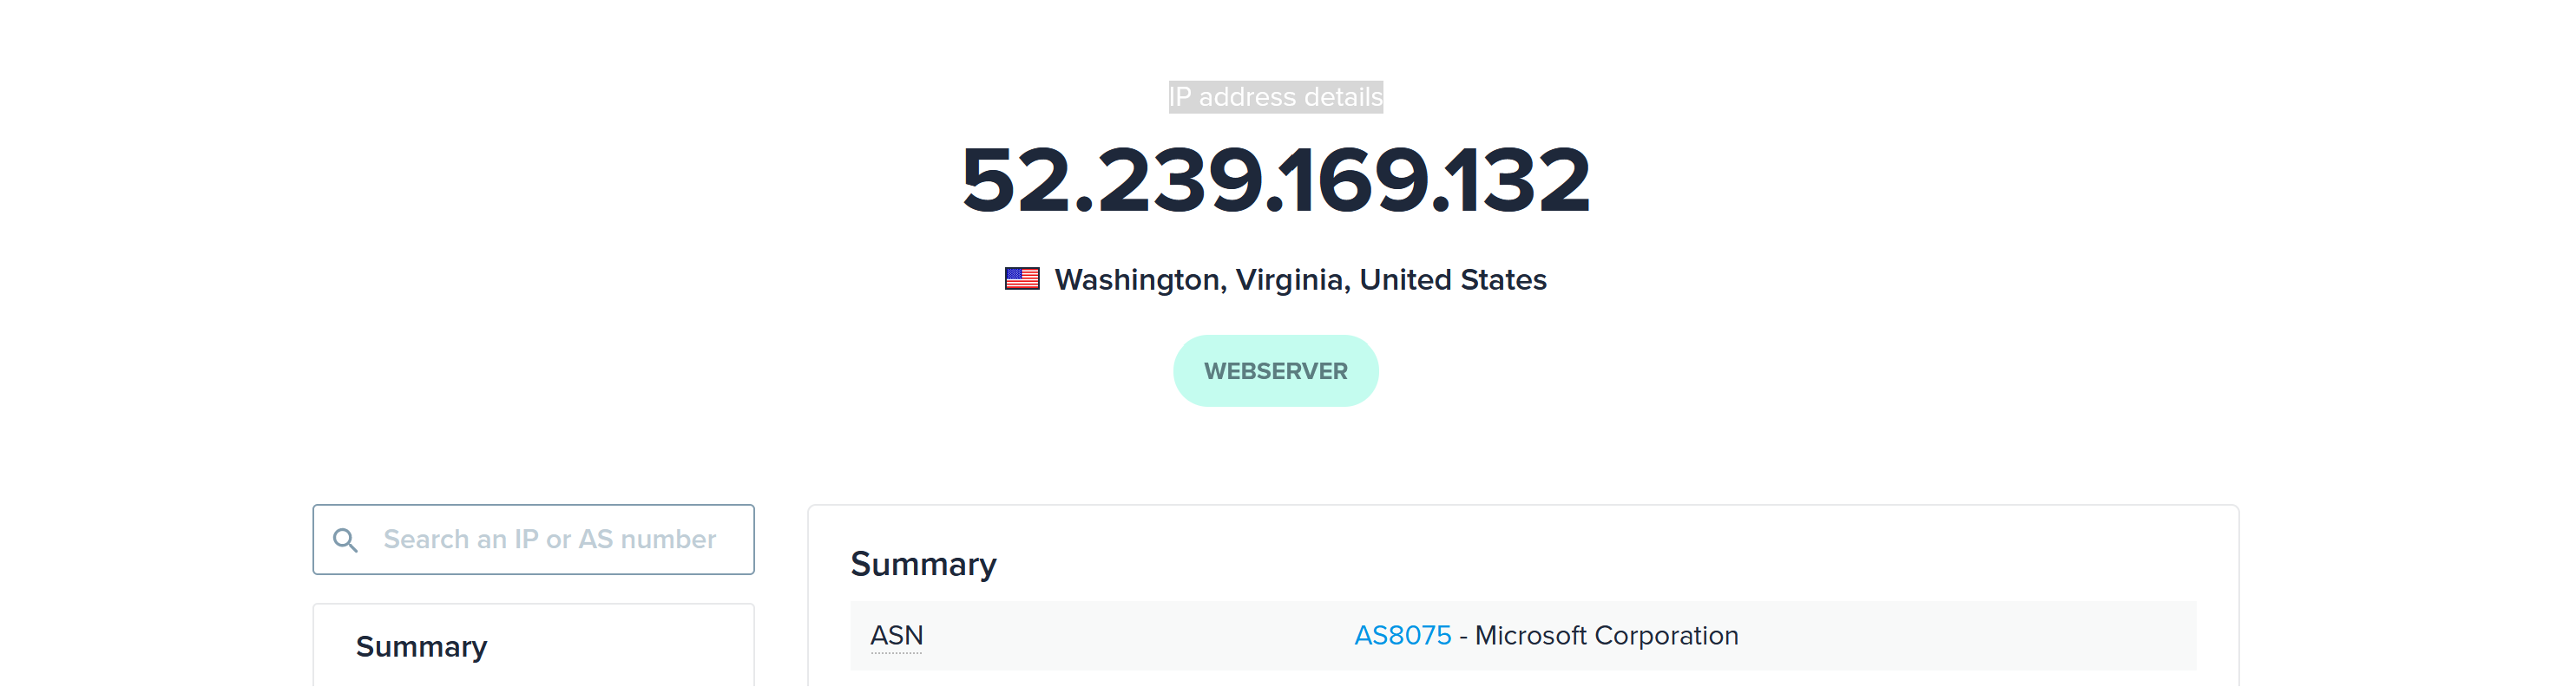 IP address details
52.239.169.132
Washington, Virginia, United States
WEBSERVER
Search an IP or AS number
Summary
Summary
ASN AS8075 - Microsoft Corporation